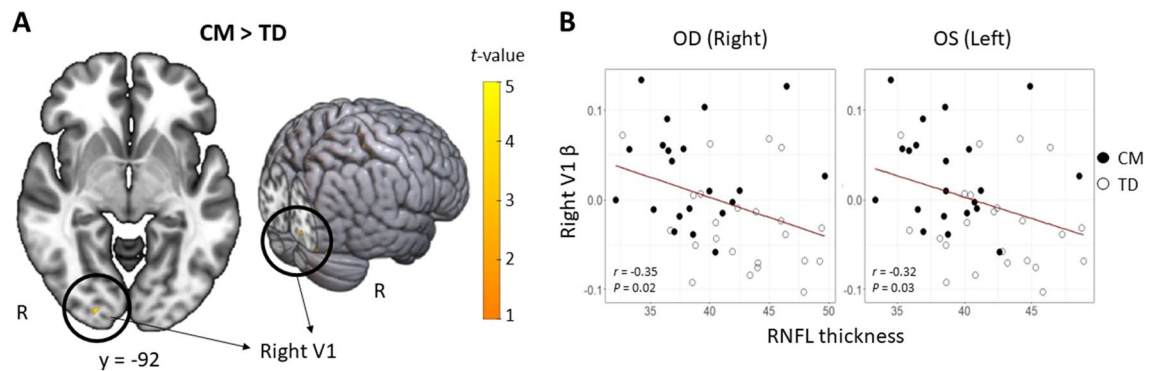 A
CM > TD
t-value
5
4
3
2
1
R
R
Right V1
y = -92
B
OD (Right)
OS (Left)
Right V1 β
0.1
0.0
-0.1
r = -0.35
P = 0.02
35
40
45
50
0.1
0.0
-0.1
r = -0.32
P = 0.03
35
40
45
RNFL thickness
CM
TD